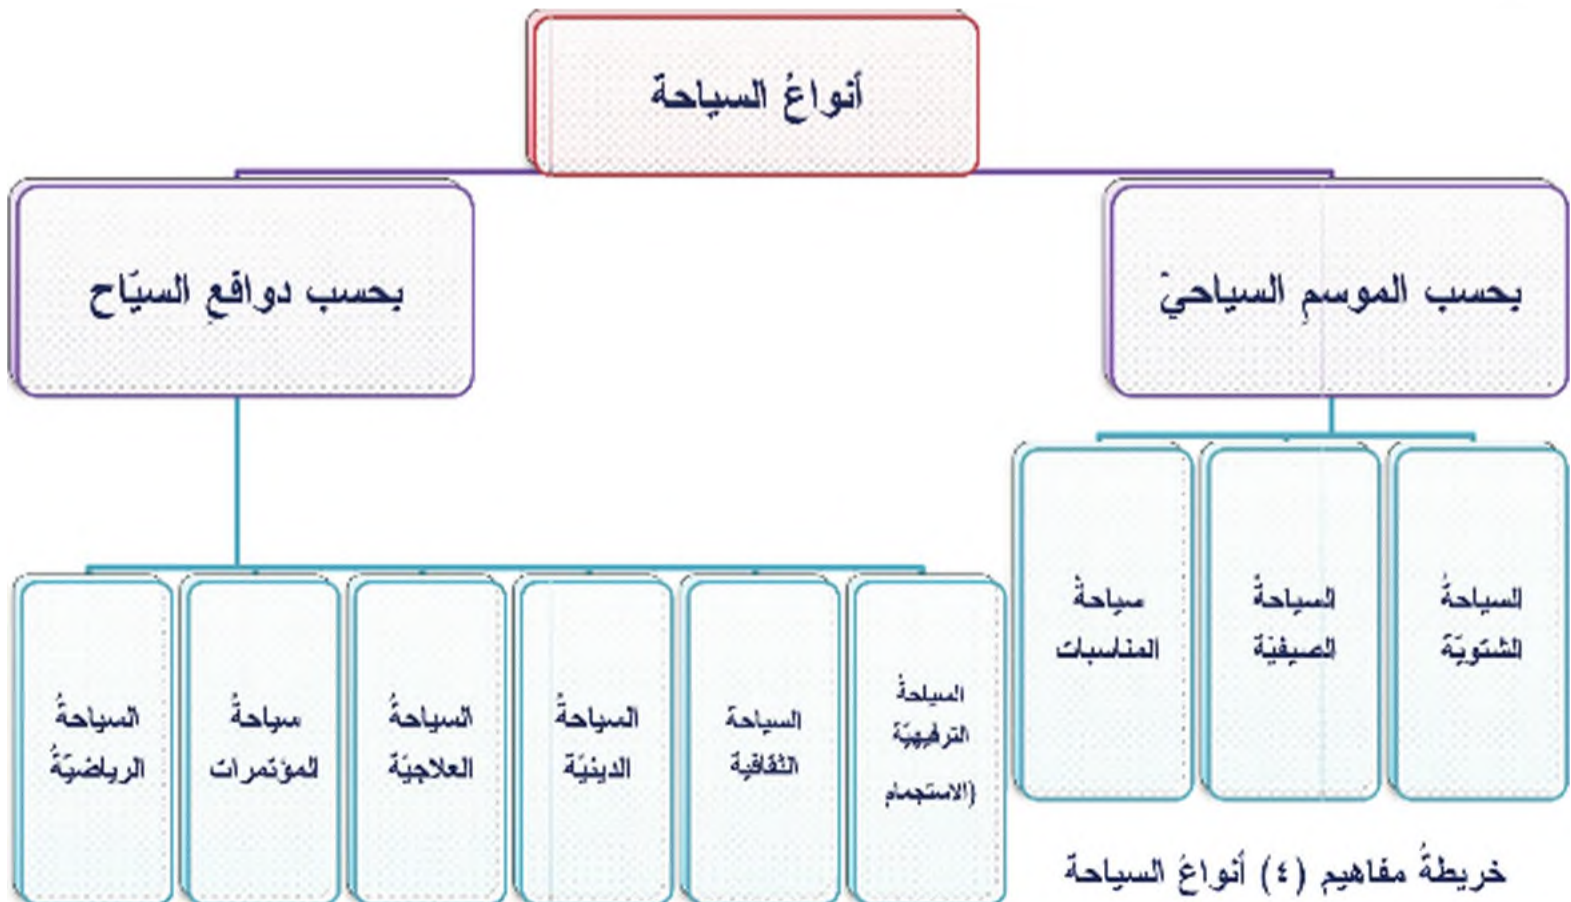 أنواعُ السياحة
بحسب الموسمِ السياحيّ
بحسب دوافعِ السيّاح
السياحةُ
الشتويّة
السياحةُ
الصيفيّة
سياحةُ
المناسبات
السياحةُ
الترفيهيّة
(الاستجمام
السياحة
الثقافية
السياحةُ
الدينيّة
السياحةُ
العلاجيّة
سياحةُ
المؤتمرات
السياحةُ
الرياضيّةُ
خريطةُ مفاهيم (٤) أنواعُ السياحة